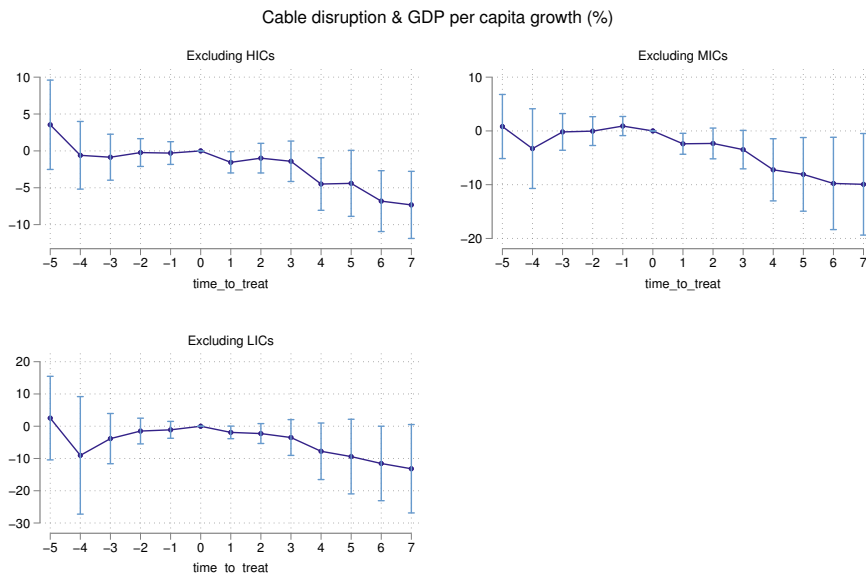 Cable disruption & GDP per capita growth (%)
Excluding HICs
10
5
0
−5
−10
−5 −4 −3 −2 −1 0 1 2 3 4 5 6 7
time_to_treat
Excluding MICs
10
0
−10
−20
−5 −4 −3 −2 −1 0 1 2 3 4 5 6 7
time_to_treat
Excluding LICs
20
10
0
−10
−20
−30
−5 −4 −3 −2 −1 0 1 2 3 4 5 6 7
time_to_treat